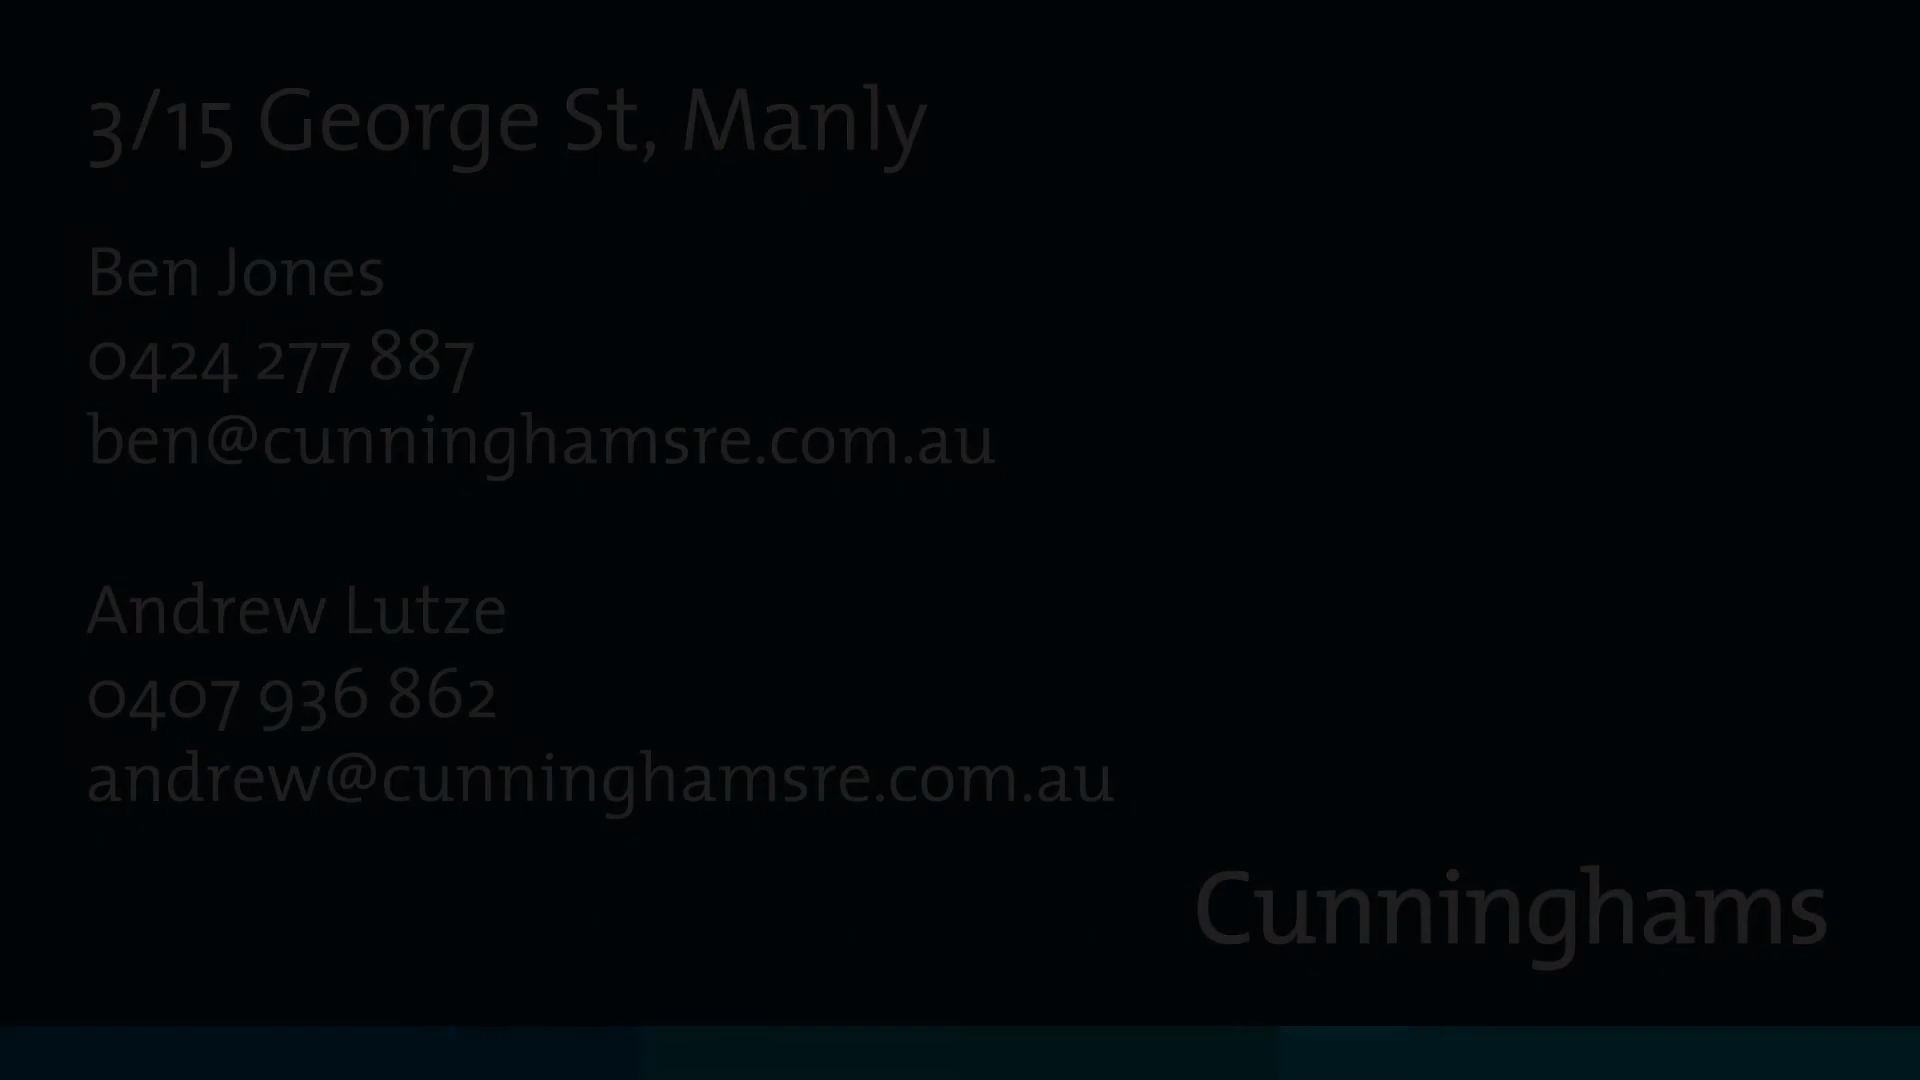 3/15 George St, Manly
Ben Jones
0424 277 887
ben@cunninghamsre.com.au
Andrew Lutze
0407 936 862
andrew@cunninghamsre.com.au
Cunninghams